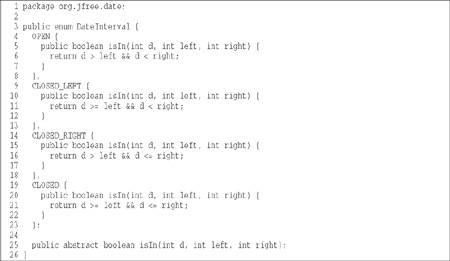 1 package org.jfree.date;
2
3 public enum DateInterval {
4 OPEN {
5 public boolean isIn(int d, int left, int right) {
6 return d > left && d < right;
7 }
8 },
9 CLOSED_LEFT {
10 public boolean isIn(int d, int left, int right) {
11 return d >= left && d < right;
12 }
13 },
14 CLOSED_RIGHT {
15 public boolean isIn(int d, int left, int right) {
16 return d > left && d <= right;
17 }
18 },
19 CLOSED {
20 public boolean isIn(int d, int left, int right) {
21 return d >= left && d <= right;
22 }
23 };
24
25 public abstract boolean isIn(int d, int left, int right);
26 }